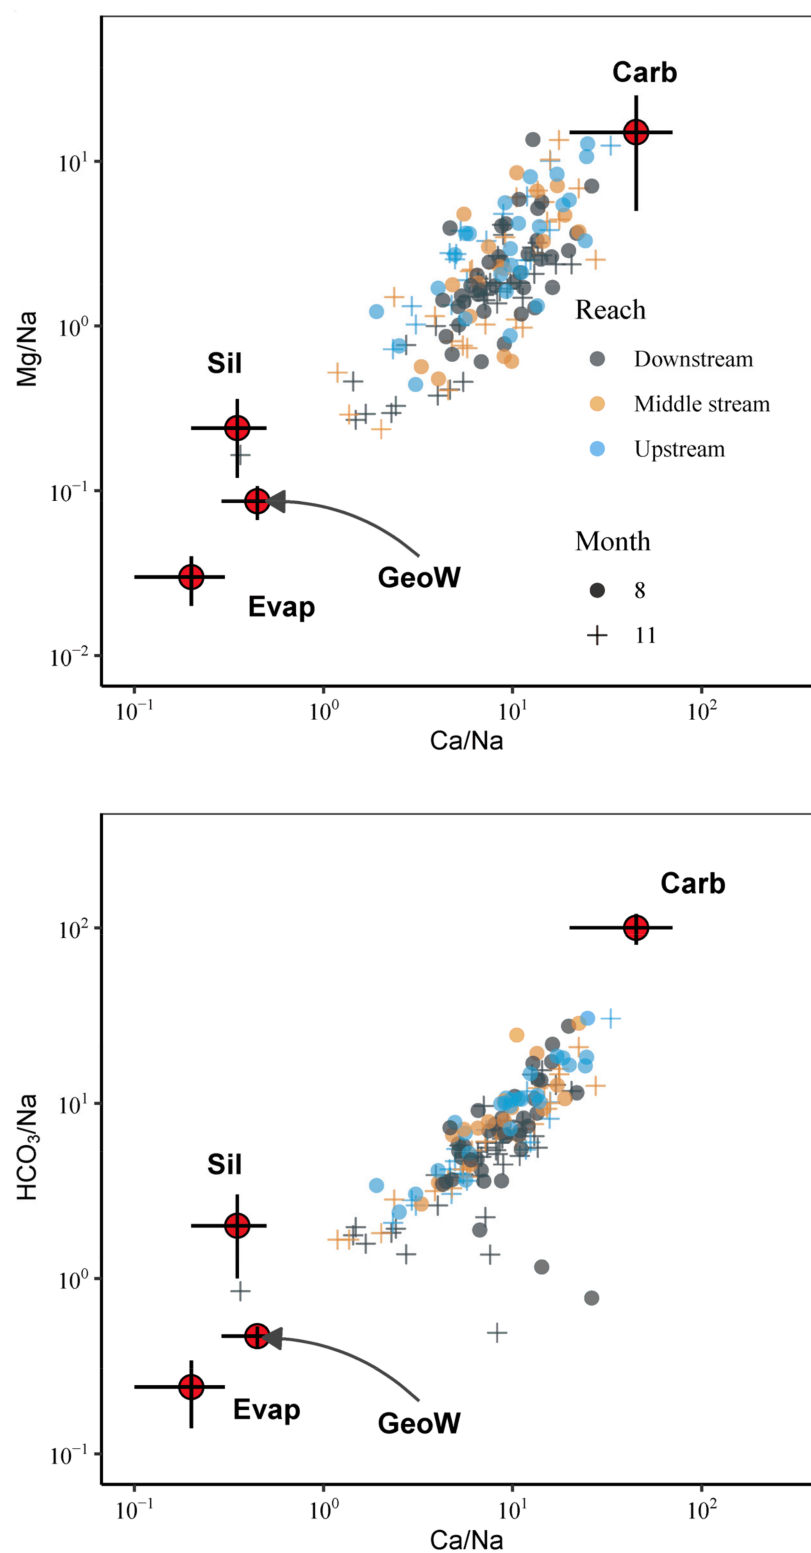 Carb
10¹
Mg/Na
Reach
10⁰
Downstream
Sil
Middle stream
Upstream
10⁻¹
Month
GeoW
8
Evap
11
10⁻²
10⁻¹ 10⁰ 10¹ 10²
Ca/Na
Carb
10²
HCO₃/Na
10¹
Sil
10⁰
Evap
GeoW
10⁻¹
10⁻¹ 10⁰ 10¹ 10²
Ca/Na